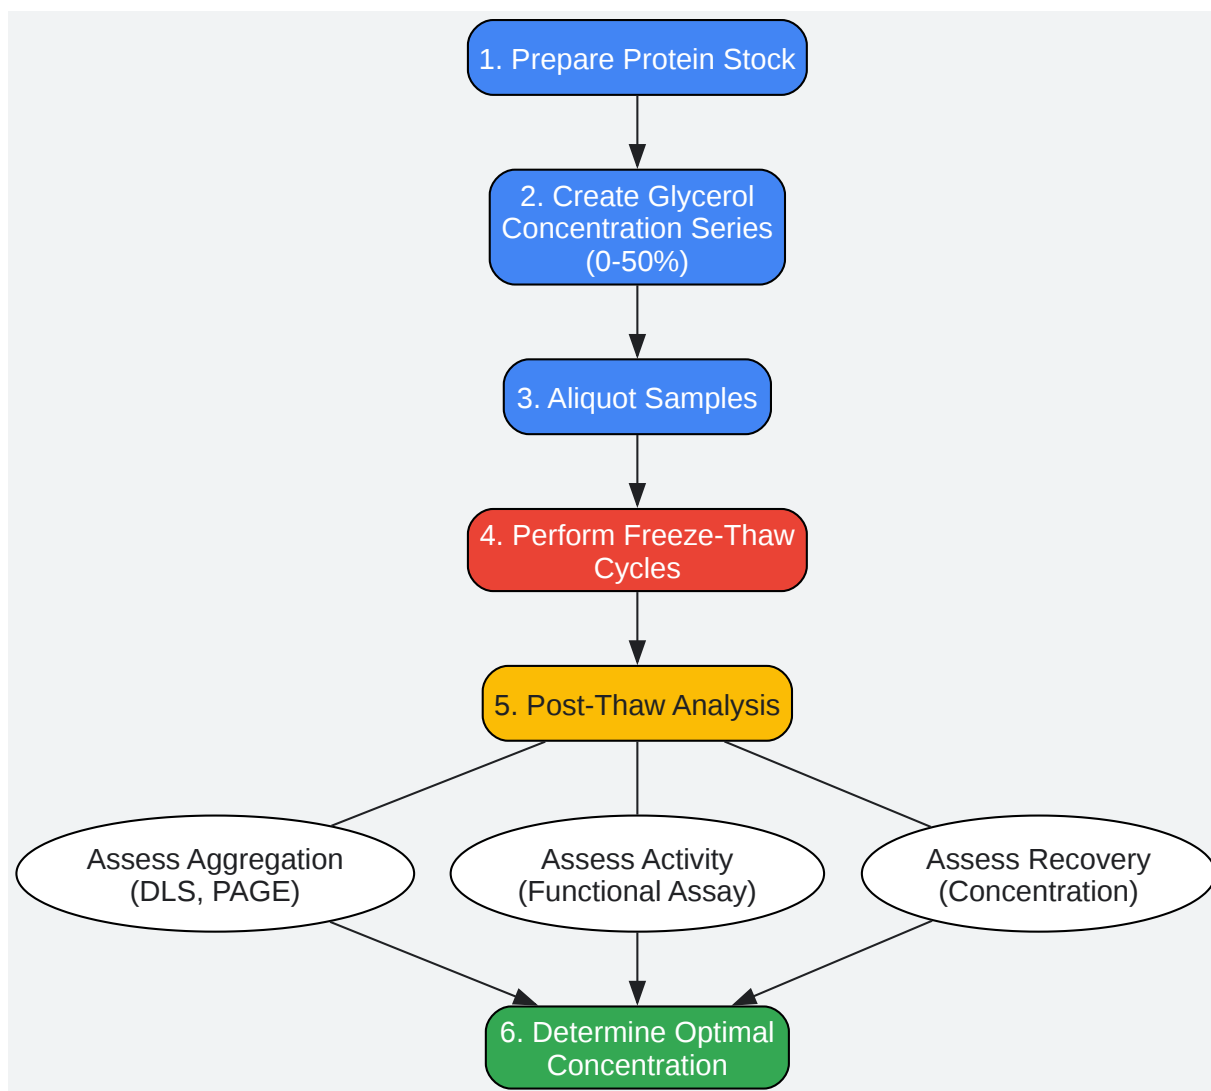 1. Prepare Protein Stock
2. Create Glycerol
Concentration Series
(0-50%)
3. Aliquot Samples
4. Perform Freeze-Thaw
Cycles
5. Post-Thaw Analysis
Assess Aggregation
(DLS, PAGE)
Assess Activity
(Functional Assay)
Assess Recovery
(Concentration)
6. Determine Optimal
Concentration